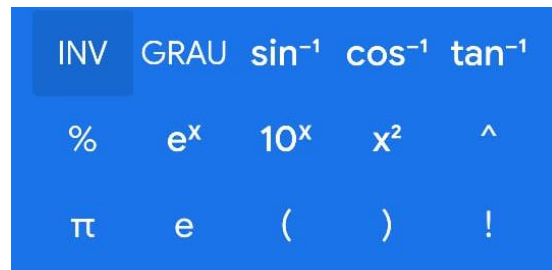 INV GRAU sin⁻¹ cos⁻¹ tan⁻¹
% eˣ 10ˣ x² ^
π e ( ) !